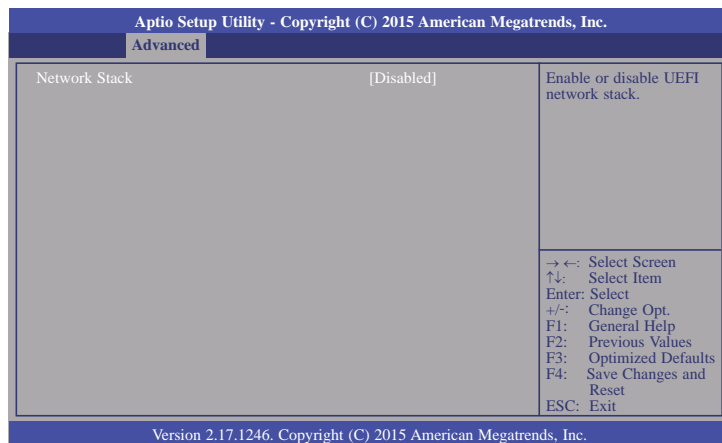 Aptio Setup Utility - Copyright (C) 2015 American Megatrends, Inc.
Advanced
Network Stack [Disabled]
Enable or disable UEFI
network stack.
→←: Select Screen
↑↓: Select Item
Enter: Select
+/-: Change Opt.
F1: General Help
F2: Previous Values
F3: Optimized Defaults
F4: Save Changes and
Reset
ESC: Exit
Version 2.17.1246. Copyright (C) 2015 American Megatrends, Inc.